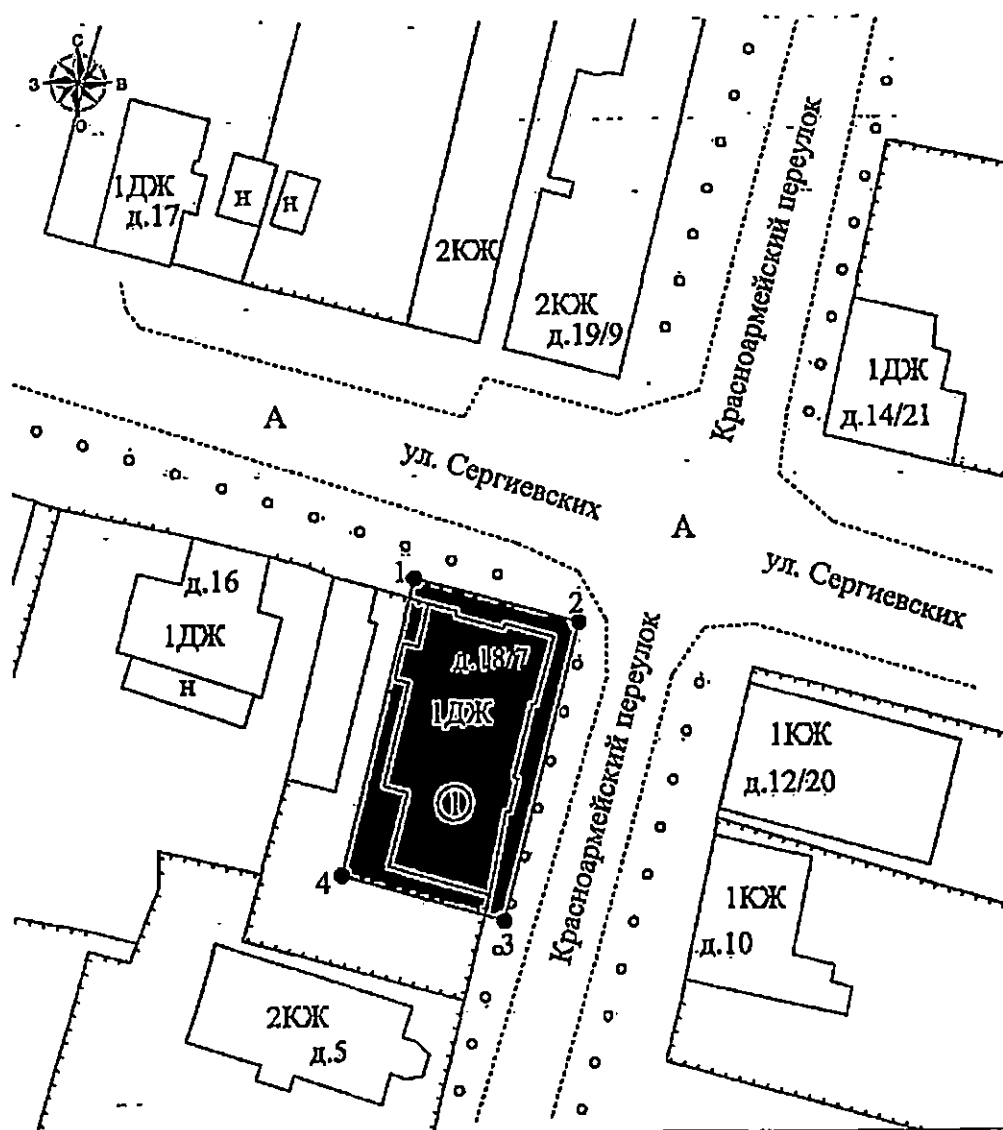 С
З В
Ю
1ДЖ
д.17
н
н
2КЖ
2КЖ
д.19/9
Красноармейский переулок
1ДЖ
д.14/21
А
ул. Сергиевских
А
ул. Сергиевских
1
2
д.16
1ДЖ
н
д.18/7
1ДЖ
1
Красноармейский переулок
1КЖ
д.12/20
4
3
1КЖ
д.10
2КЖ
д.5